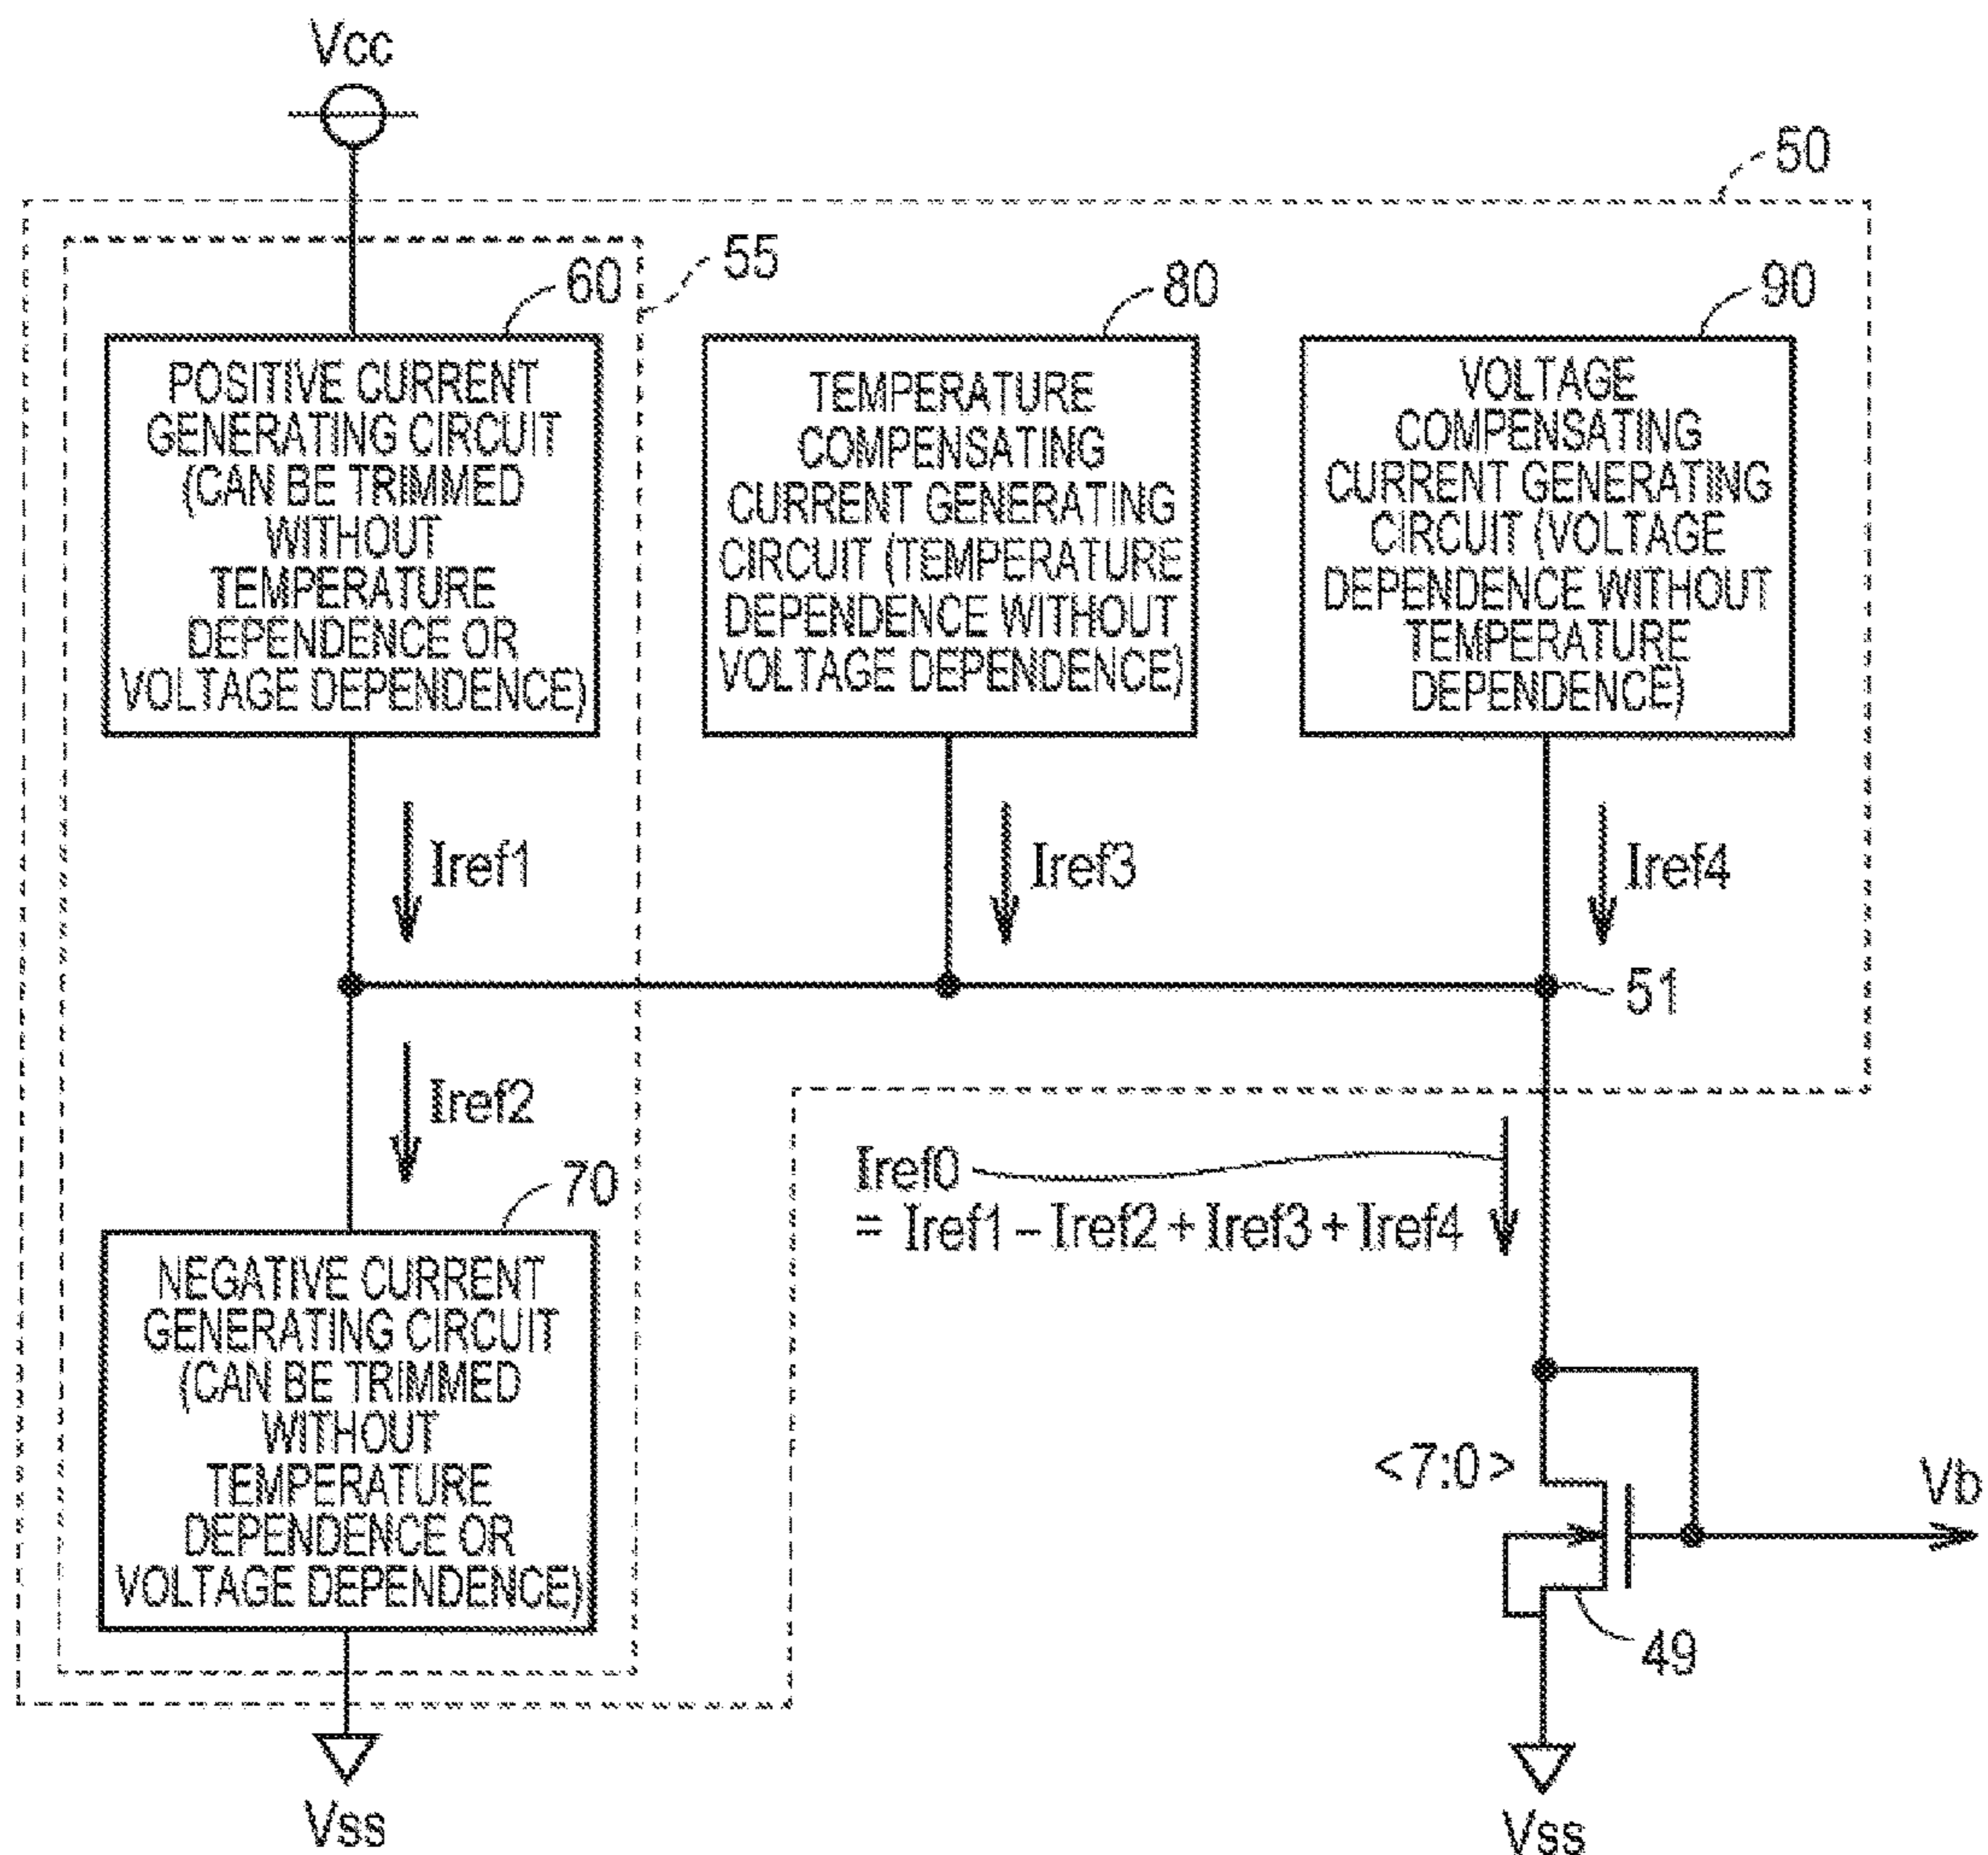 Vcc
50
55
60
80
90
POSITIVE CURRENT
GENERATING CIRCUIT
(CAN BE TRIMMED
WITHOUT
TEMPERATURE
DEPENDENCE OR
VOLTAGE DEPENDENCE)
TEMPERATURE
COMPENSATING
CURRENT GENERATING
CIRCUIT (TEMPERATURE
DEPENDENCE WITHOUT
VOLTAGE DEPENDENCE)
VOLTAGE
COMPENSATING
CURRENT GENERATING
CIRCUIT (VOLTAGE
DEPENDENCE WITHOUT
TEMPERATURE
DEPENDENCE)
Iref1
Iref3
Iref4
51
Iref2
Iref0
= Iref1 - Iref2 + Iref3 + Iref4
70
NEGATIVE CURRENT
GENERATING CIRCUIT
(CAN BE TRIMMED
WITHOUT
TEMPERATURE
DEPENDENCE OR
VOLTAGE DEPENDENCE)
<7:0>
Vb
49
Vss
Vss